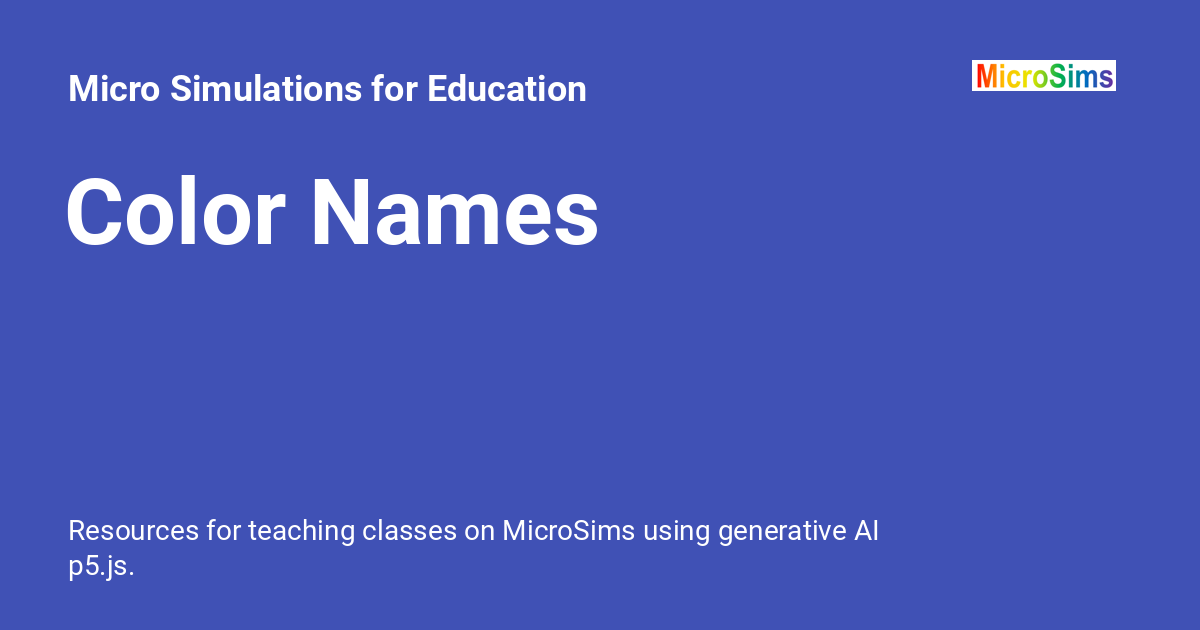 Micro Simulations for Education
MicroSims
Color Names
Resources for teaching classes on MicroSims using generative AI
p5.js.